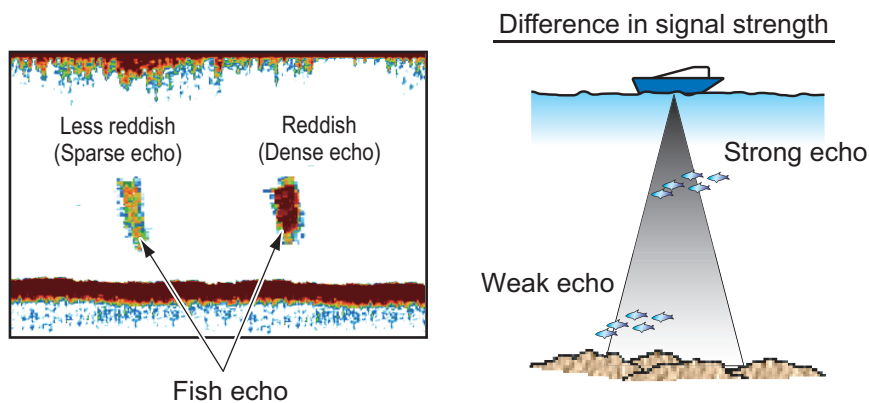 Difference in signal strength
Less reddish
(Sparse echo)
Reddish
(Dense echo)
Fish echo
Strong echo
Weak echo